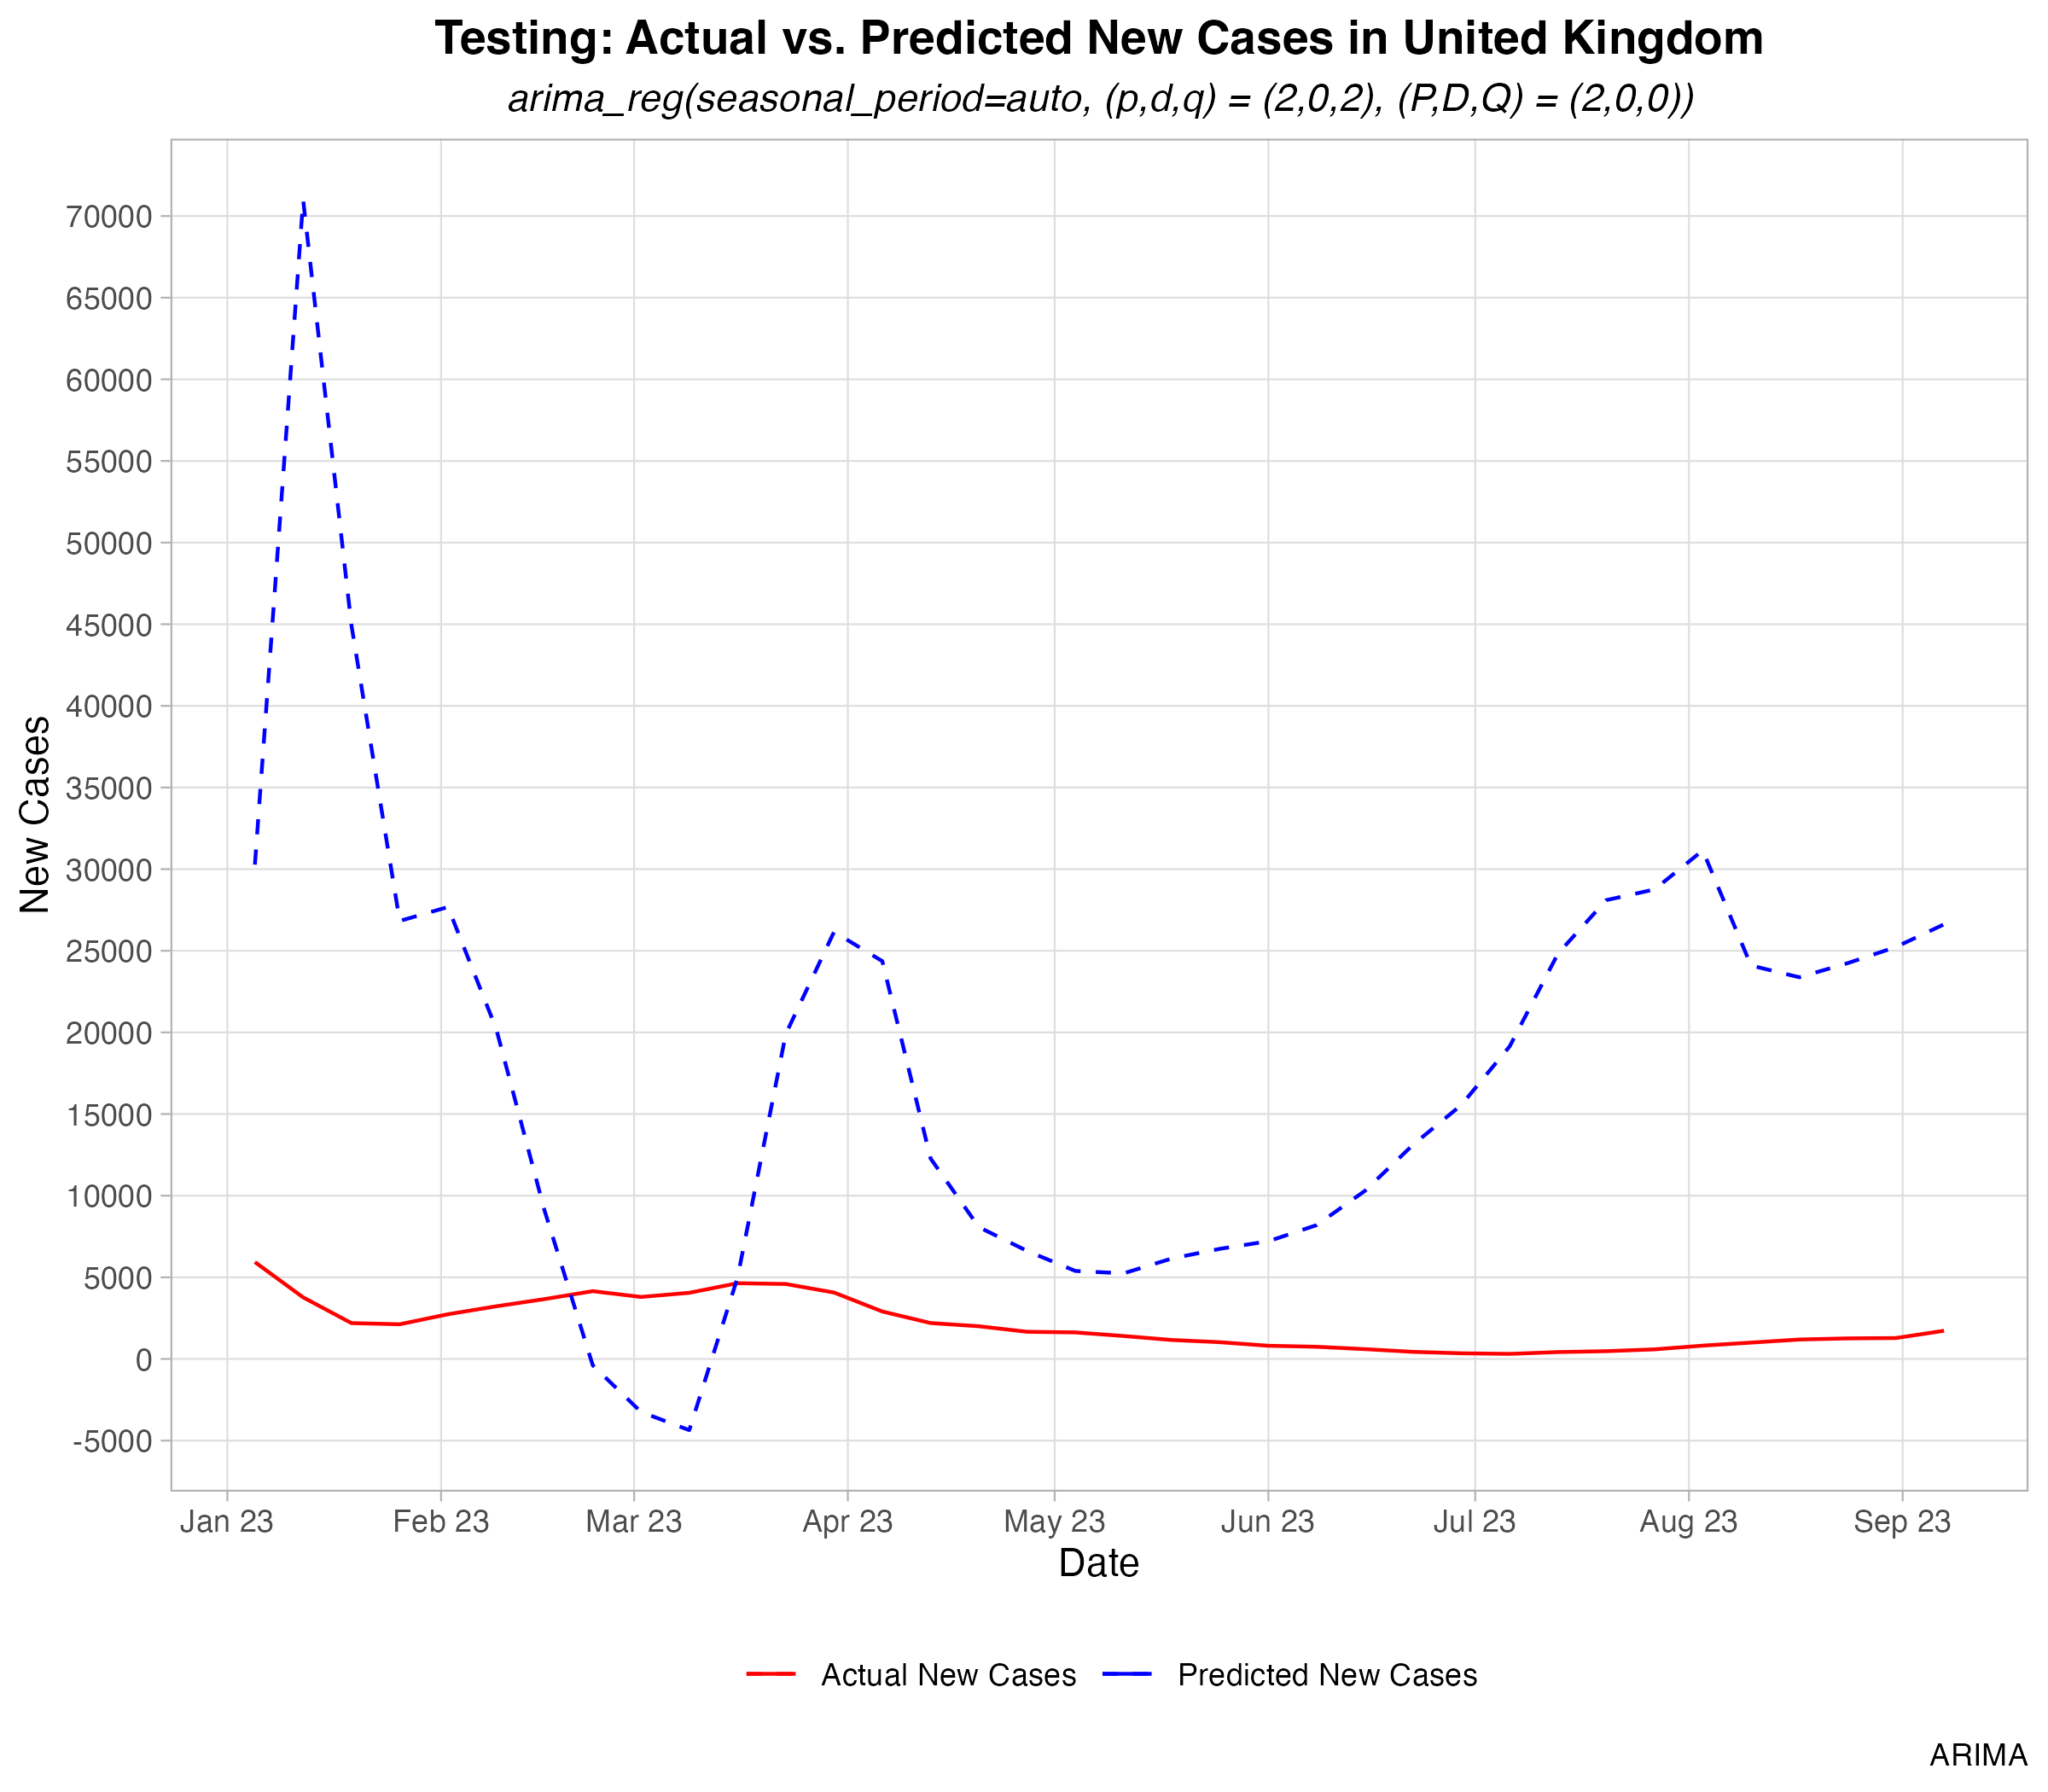 Testing: Actual vs. Predicted New Cases in United Kingdom
arima_reg(seasonal_period=auto, (p,d,q) = (2,0,2), (P,D,Q) = (2,0,0))
New Cases
70000
65000
60000
55000
50000
45000
40000
35000
30000
25000
20000
15000
10000
5000
0
-5000
Jan 23 Feb 23 Mar 23 Apr 23 May 23 Jun 23 Jul 23 Aug 23 Sep 23
Date
Actual New Cases Predicted New Cases
ARIMA